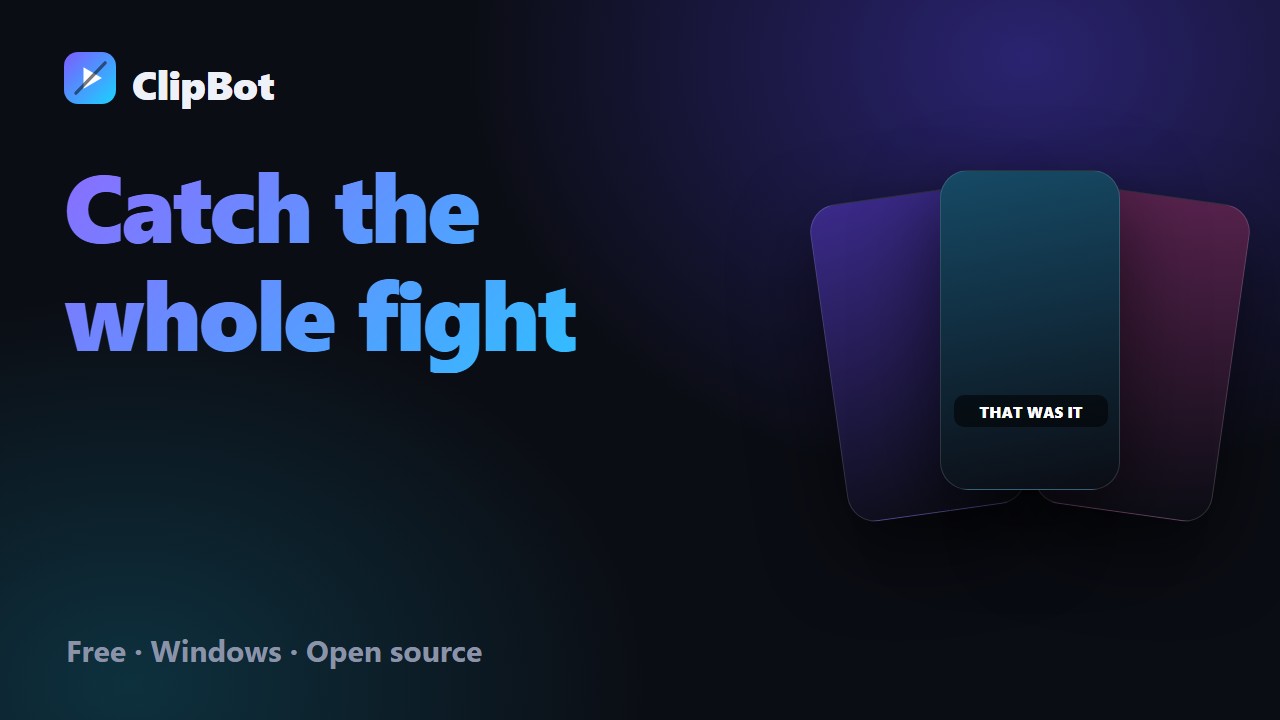 ClipBot
Catch the
whole fight
THAT WAS IT
Free · Windows · Open source